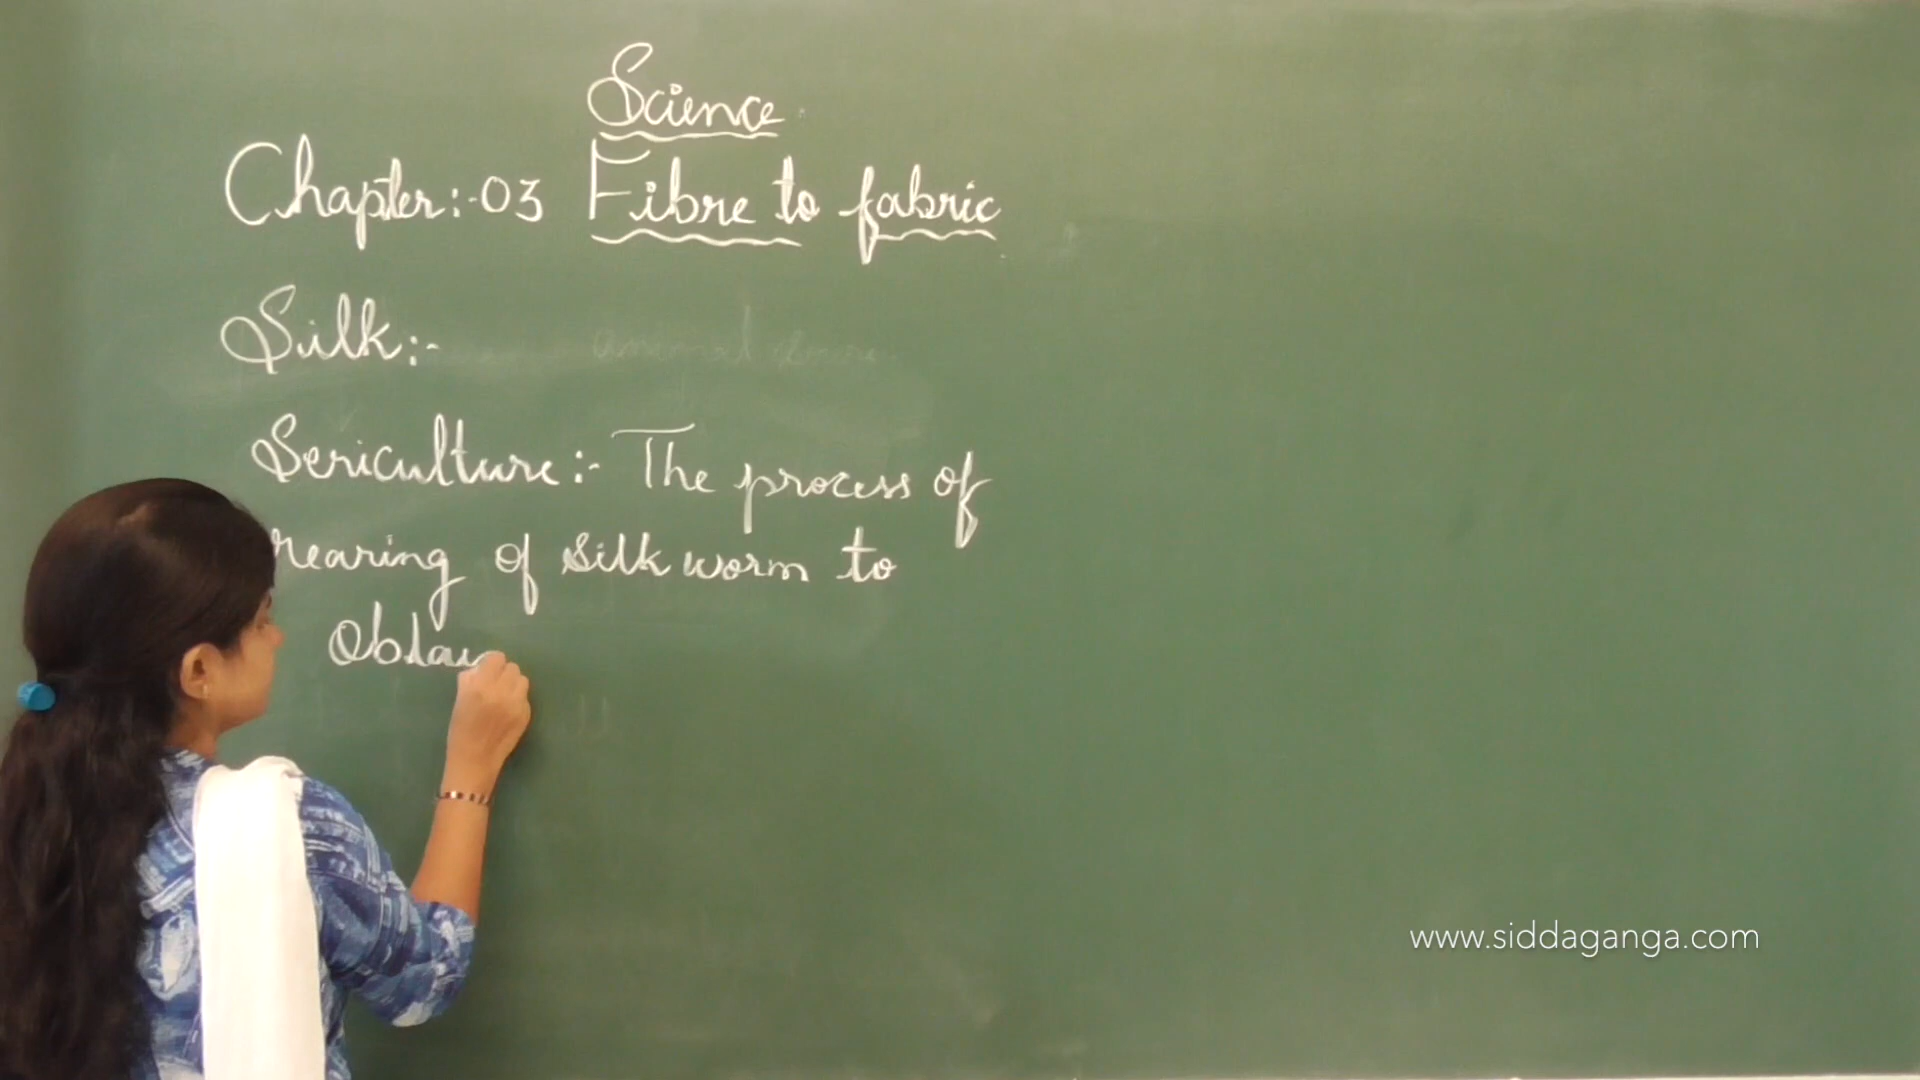 Science
Chapter:-03 Fibre to fabric
Silk:-
Sericulture:- The process of
rearing of silk worm to
www.siddaganga.com